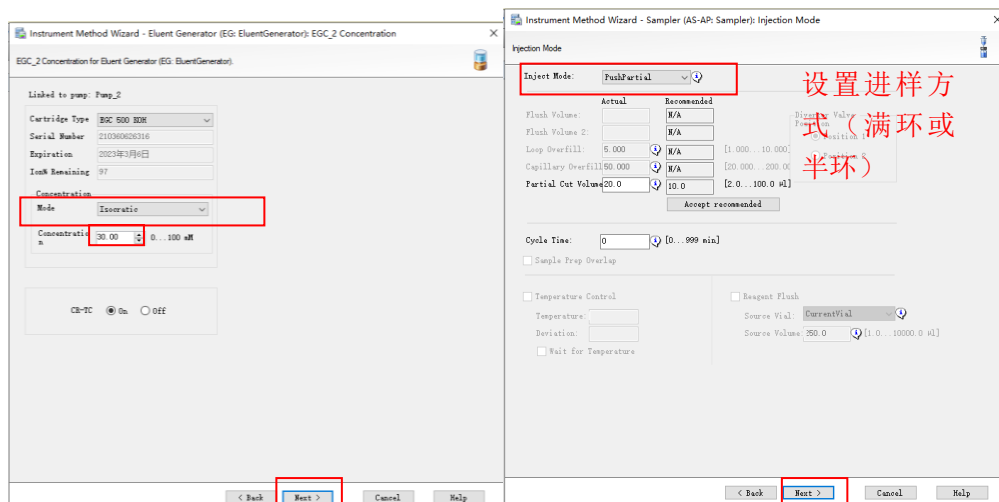 Instrument Method Wizard - Eluent Generator (EG: EluentGenerator): EGC_2 Concentration
EGC_2 Concentration for Eluent Generator (EG: EluentGenerator).
Linked to pump: Pump_2
Cartridge Type EGC 500 KOH
Serial Number 210360626316
Expiration 2023年3月6日
Ion% Remaining 97
Concentration
Mode Isocratic
Concentratio
n 30.00 0...100 mM
CR-TC On Off
< Back Next > Cancel Help
Instrument Method Wizard - Sampler (AS-AP: Sampler): Injection Mode
Injection Mode
Inject Mode: PushPartial
设置进样方
式（满环或
半环）
Actual Recommended
Flush Volume: N/A
Flush Volume 2: N/A
Loop Overfill: 5.000 N/A [1.000...10.000]
Capillary Overfill 50.000 N/A [20.000...200.00
Partial Cut Volume 20.0 10.0 [2.0...100.0 µl]
Accept recommended
Diverter Valve
Position
Position 1
Cycle Time: 0 [0...999 min]
Sample Prep Overlap
Temperature Control
Temperature:
Deviation:
Wait for Temperature
Reagent Flush
Source Vial: CurrentVial
Source Volume: 250.0 [1.0...10000.0 µl]
< Back Next > Cancel Help